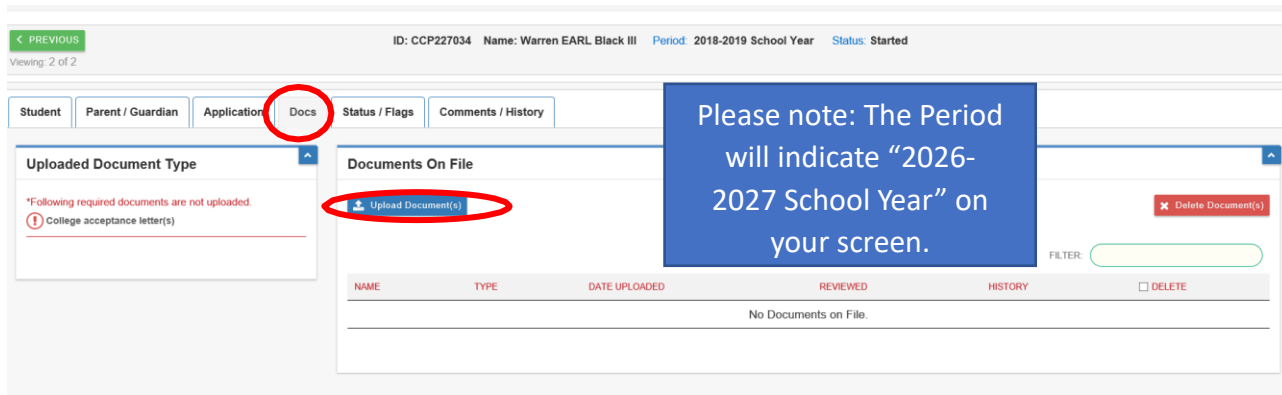 PREVIOUS
ID: CCP227034 Name: Warren EARL Black III Period: 2018-2019 School Year Status: Started
Viewing: 2 of 2
Student Parent / Guardian Application Docs Status / Flags Comments / History
Please note: The Period
will indicate “2026-
2027 School Year” on
your screen.
Uploaded Document Type
*Following required documents are not uploaded.
College acceptance letter(s)
Documents On File
Upload Document(s)
Delete Document(s)
FILTER:
NAME TYPE DATE UPLOADED REVIEWED HISTORY DELETE
No Documents on File.